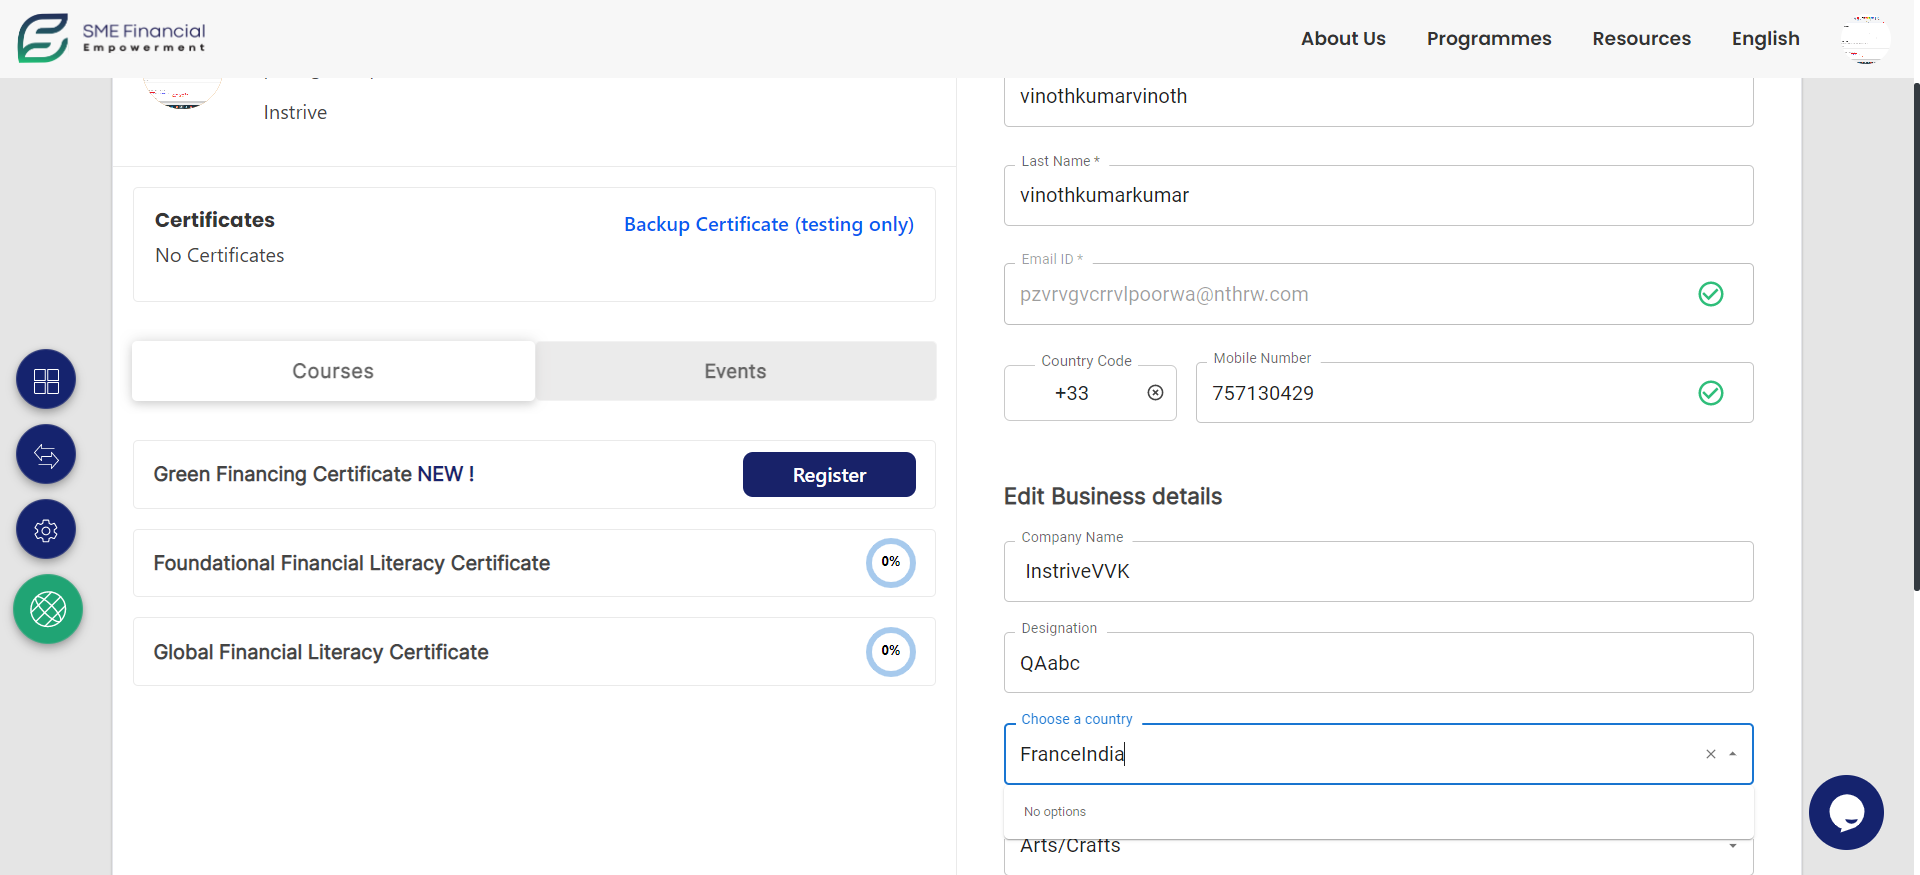 SME Financial
Empowerment
About Us
Programmes
Resources
English
Instrive
Certificates
Backup Certificate (testing only)
No Certificates
Courses
Events
Green Financing Certificate NEW !
Register
Foundational Financial Literacy Certificate
0%
Global Financial Literacy Certificate
0%
vinothkumarvinoth
Last Name *
vinothkumarkumar
Email ID *
pzvrvgvcrrvlpoorwa@nthrw.com
Country Code
+33
Mobile Number
757130429
Edit Business details
Company Name
InstriveVVK
Designation
QAabc
Choose a country
FranceIndia
No options
Arts/Crafts